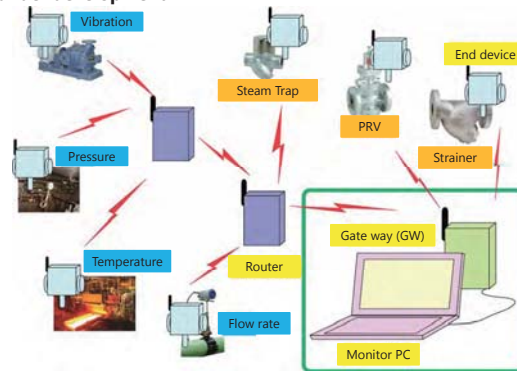 Vibration
Steam Trap
End device
PRV
Strainer
Pressure
Temperature
Router
Gate way (GW)
Flow rate
Monitor PC